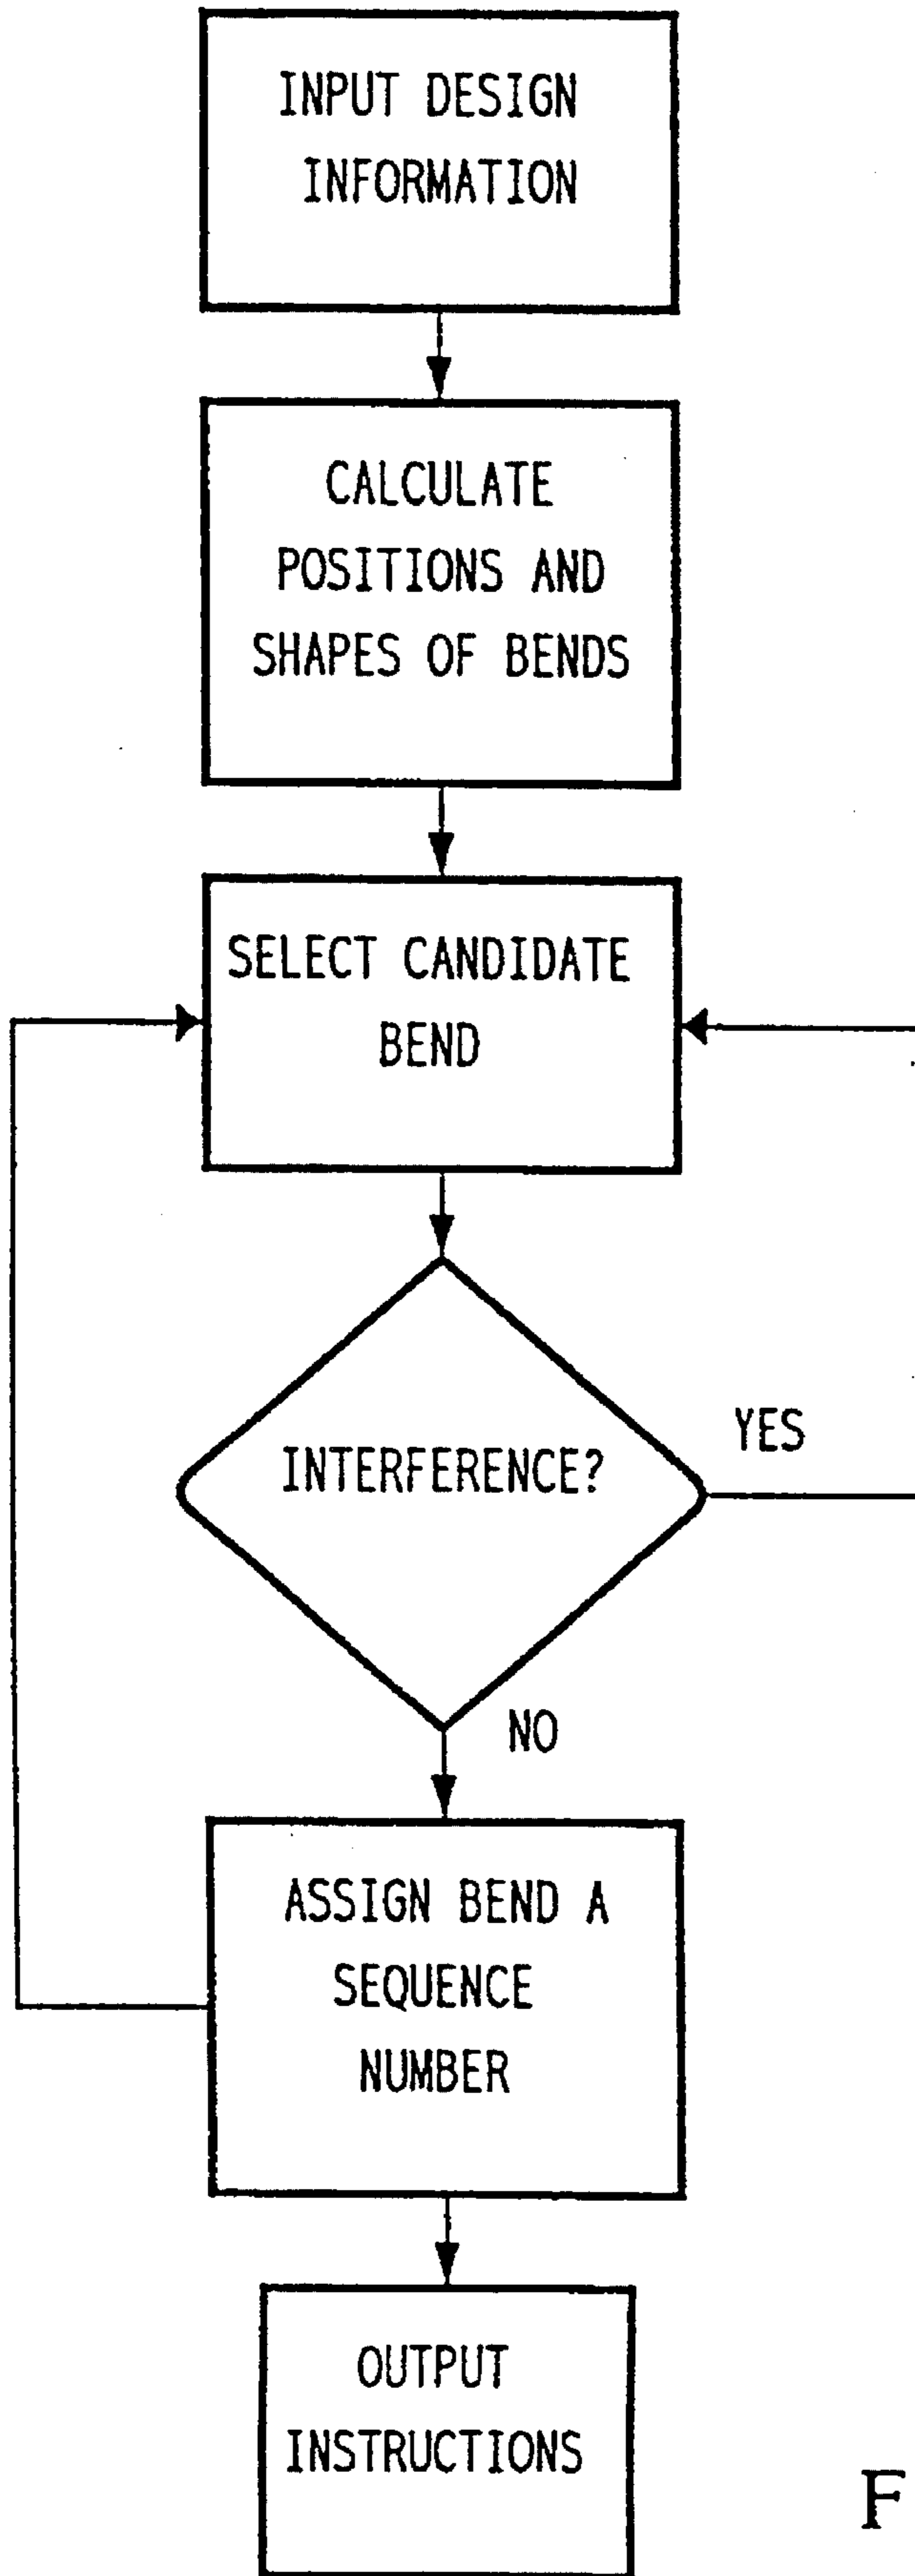 INPUT DESIGN
INFORMATION
CALCULATE
POSITIONS AND
SHAPES OF BENDS
SELECT CANDIDATE
BEND
INTERFERENCE?
YES
NO
ASSIGN BEND A
SEQUENCE
NUMBER
OUTPUT
INSTRUCTIONS
F